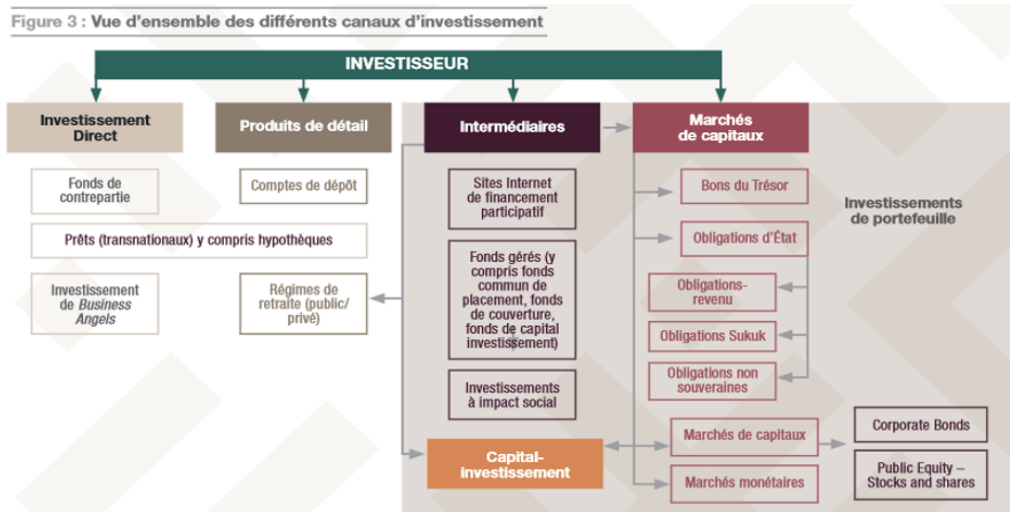 Figure 3 : Vue d'ensemble des différents canaux d'investissement
INVESTISSEUR
Investissement
Direct
Produits de détail
Intermédiaires
Marchés
de capitaux
Fonds de
contrepartie
Comptes de dépôt
Prêts (transnationaux) y compris hypothèques
Investissement
de Business
Angels
Régimes de
retraite (public/
privé)
Sites Internet
de financement
participatif
Fonds gérés (y
compris fonds
commun de
placement, fonds
de couverture,
fonds de capital
investissement)
Investissements
à impact social
Capital-
investissement
Bons du Trésor
Obligations d'État
Obligations-
revenu
Obligations Sukuk
Obligations non
souveraines
Marchés de capitaux
Marchés monétaires
Investissements
de portefeuille
Corporate Bonds
Public Equity –
Stocks and shares